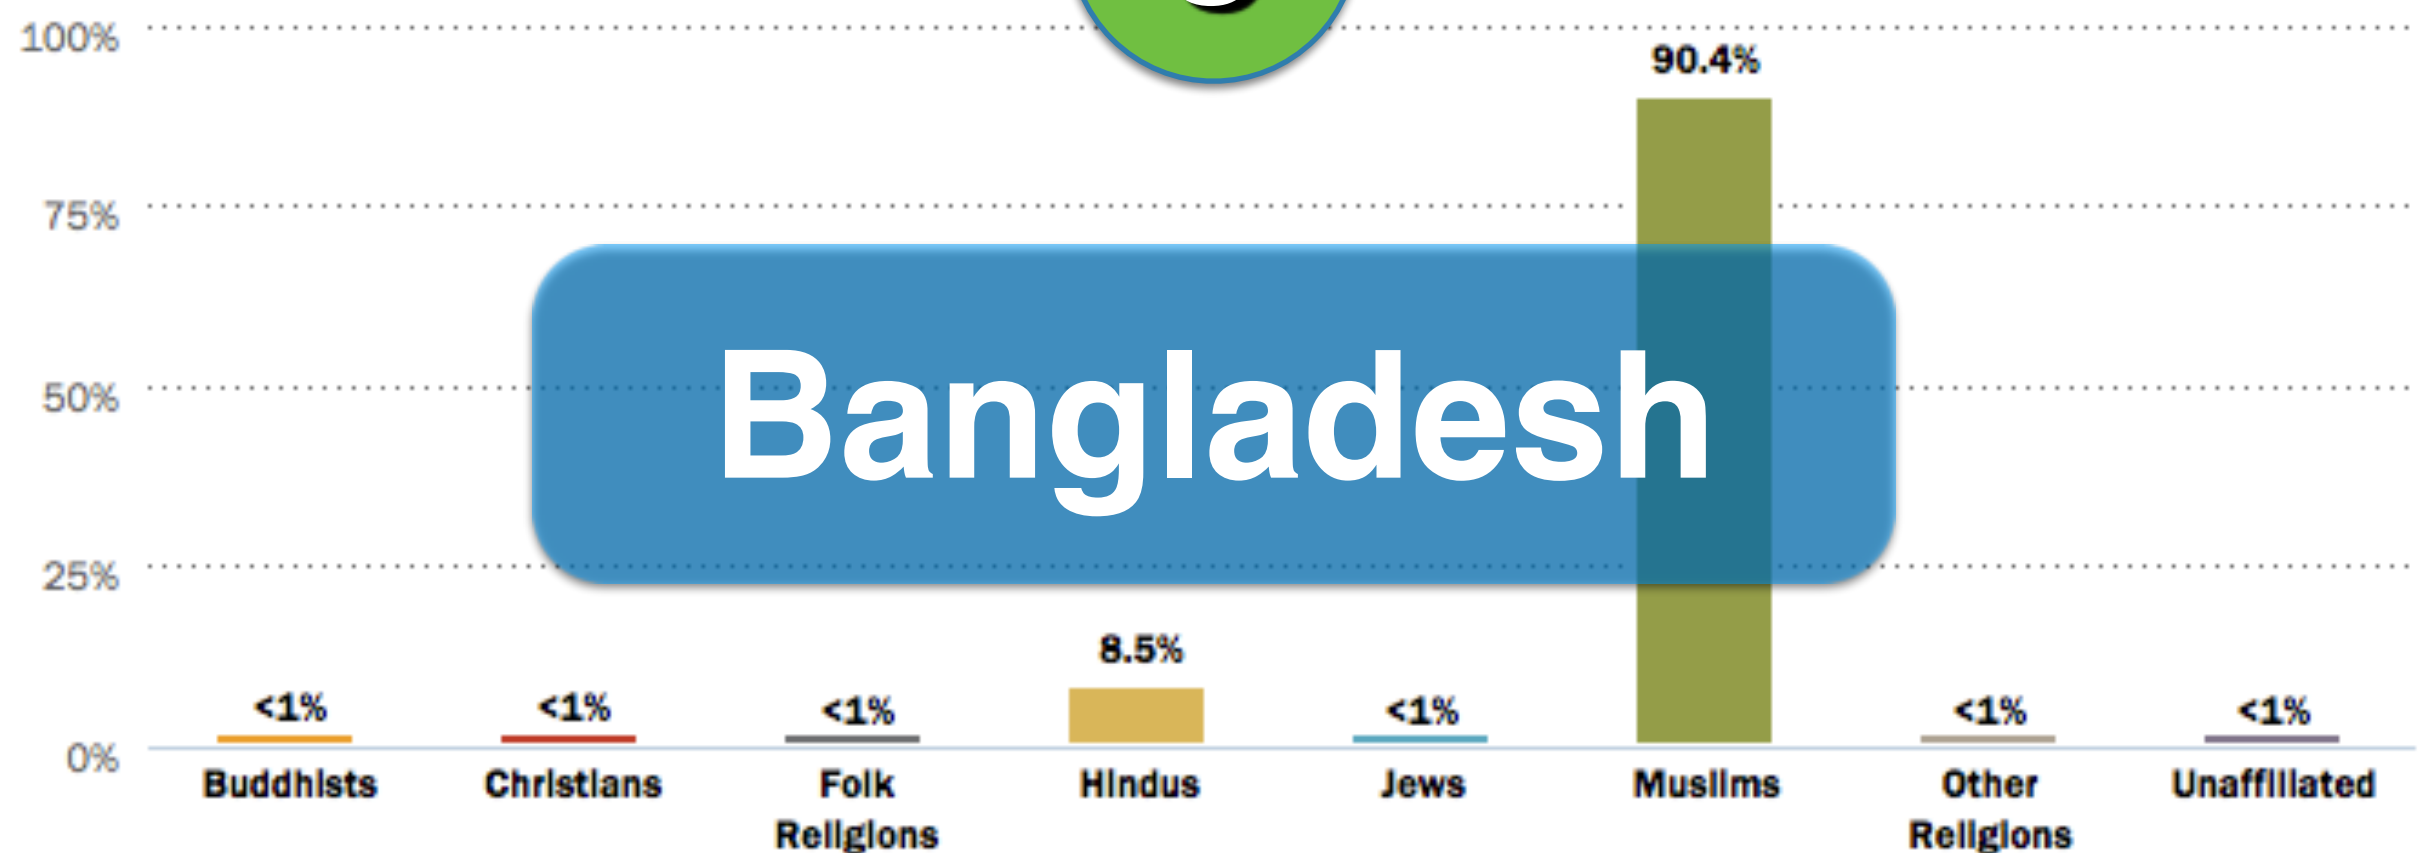 100%
90.4%
75%
Bangladesh
50%
25%
8.5%
<1% <1% <1% <1% <1% <1%
0%
Buddhists Christians Folk Religions Hindus Jews Muslims Other Religions Unaffiliated